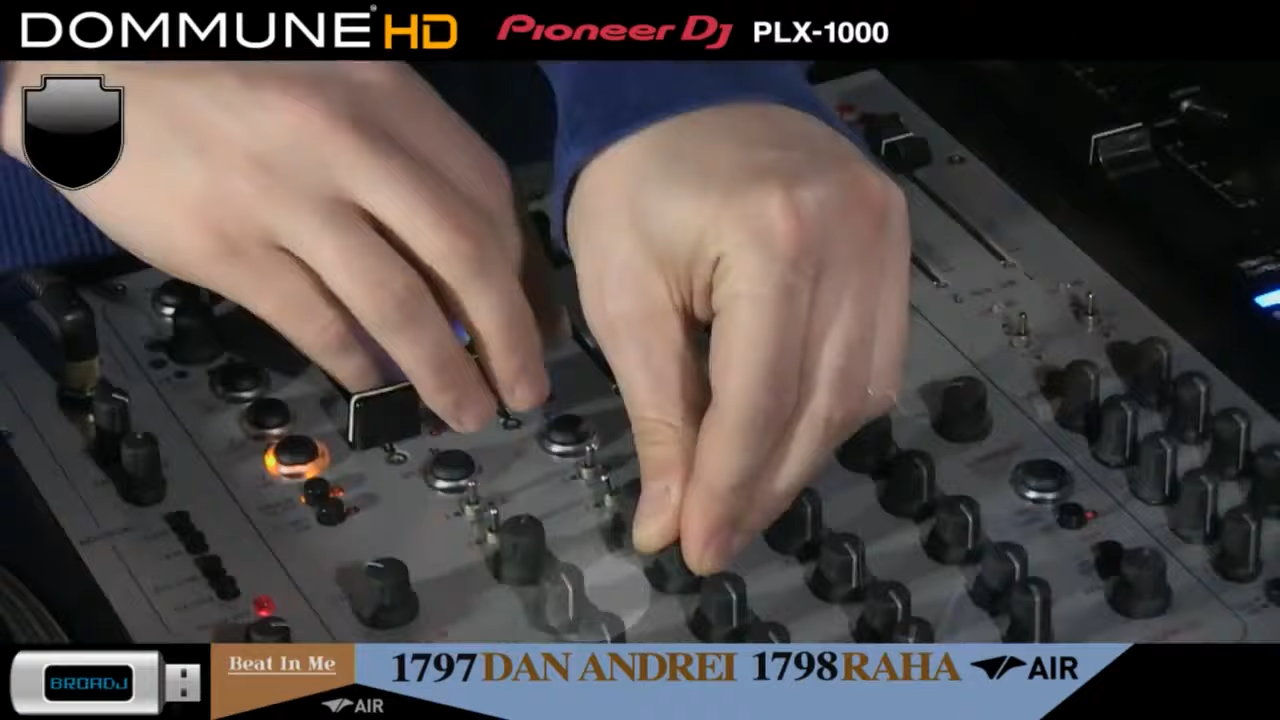 DOMMUNE HD Pioneer Dj PLX-1000
BROADJ
Beat In Me
1797 DAN ANDREI 1798 RAHA AIR
AIR